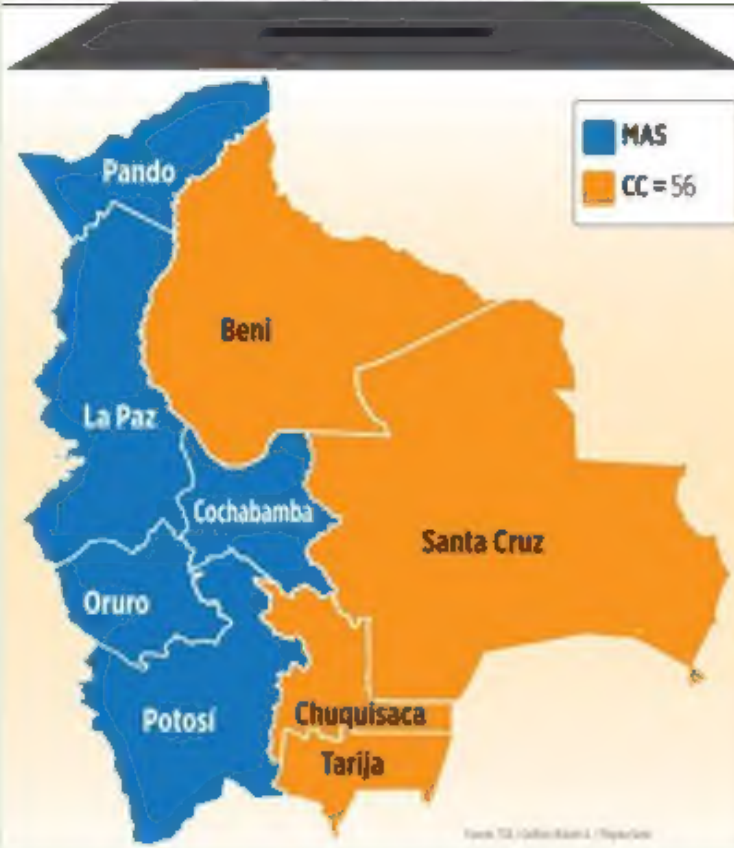 MAS
CC = 56
Pando
Beni
La Paz
Cochabamba
Santa Cruz
Oruro
Potosí
Chuquisaca
Tarija